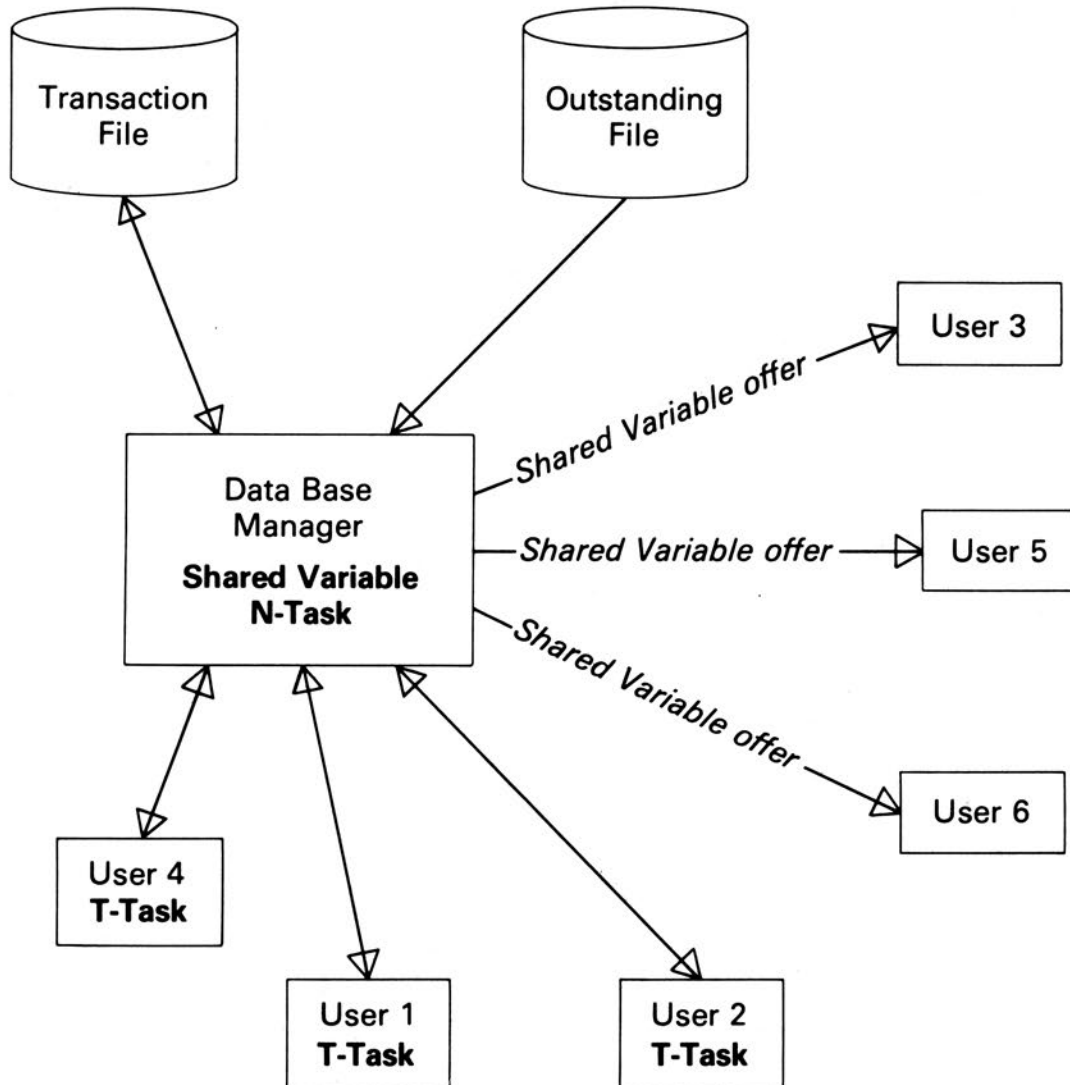 Transaction
File
Outstanding
File
User 3
Shared Variable offer
Data Base
Manager
Shared Variable
N-Task
Shared Variable offer
User 5
Shared Variable offer
User 6
User 4
T-Task
User 1
T-Task
User 2
T-Task